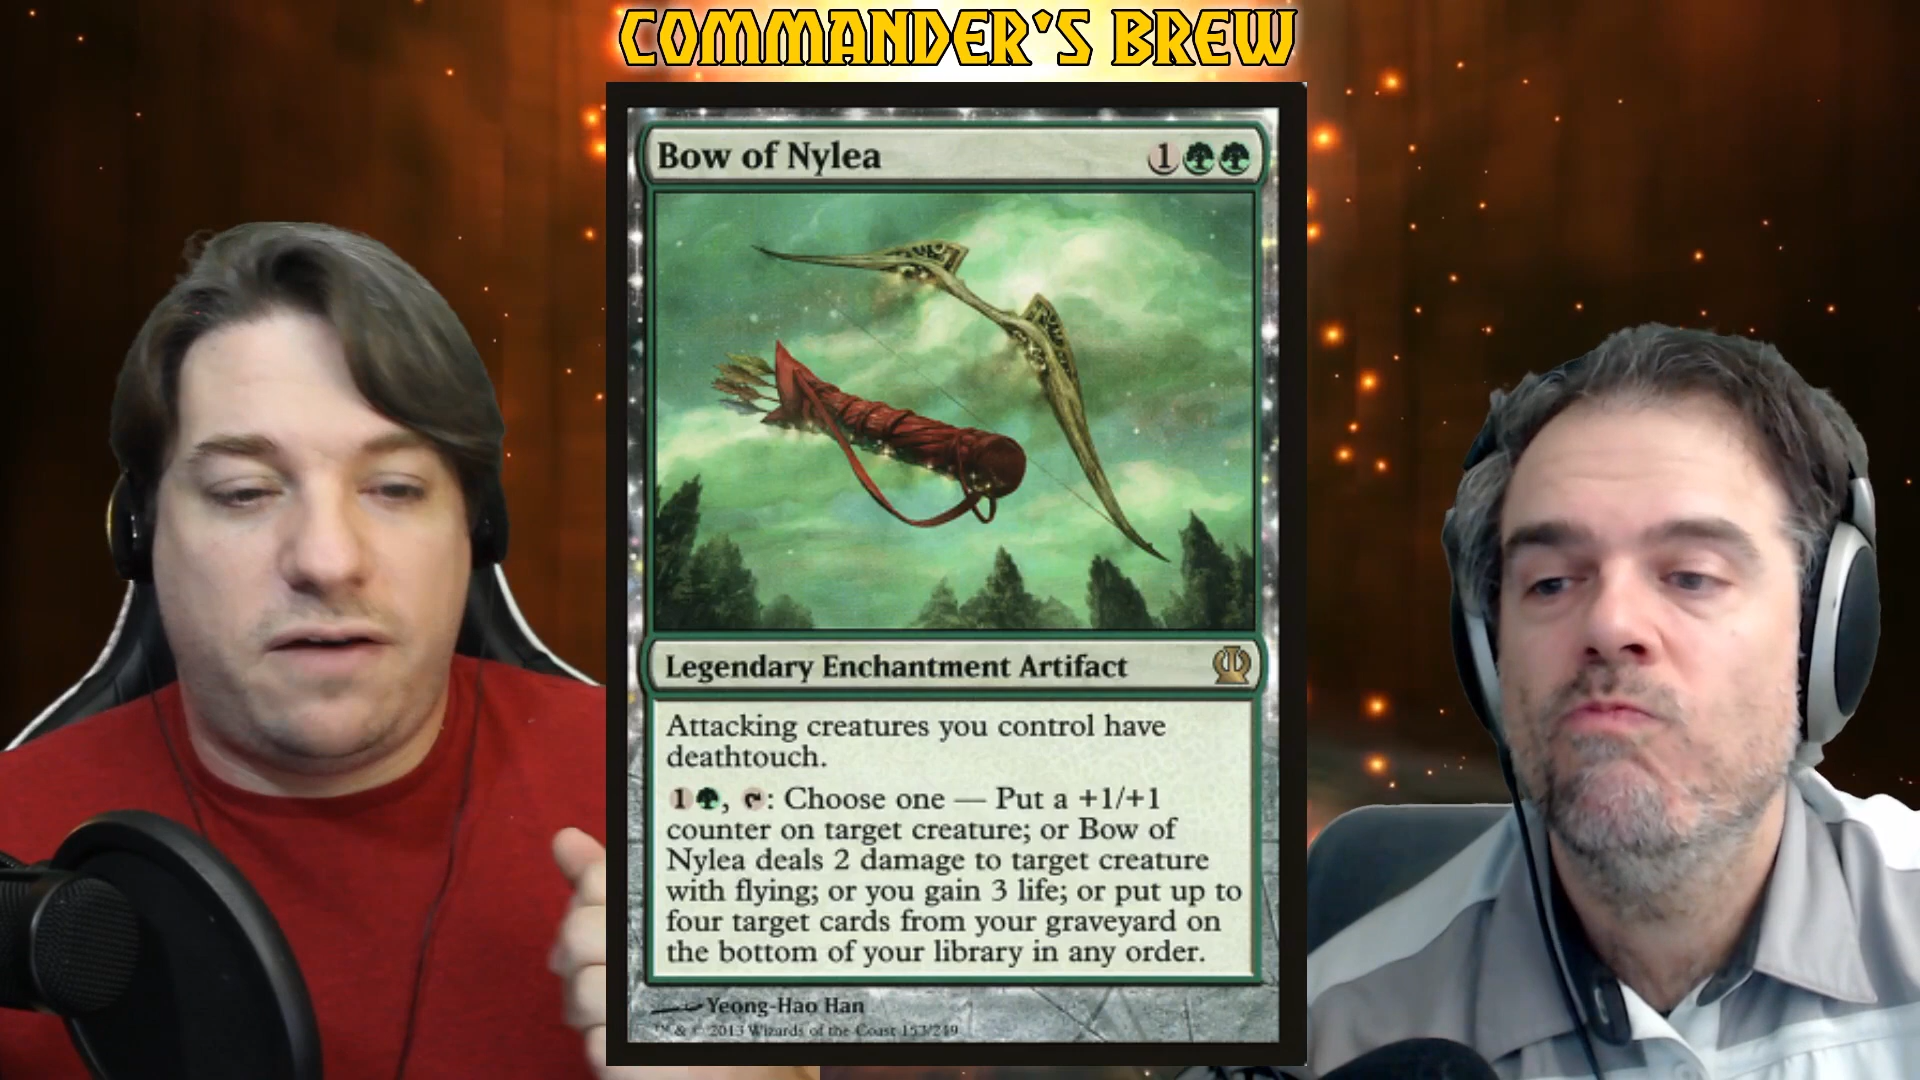 COMMANDER'S BREW
Bow of Nylea 1
Legendary Enchantment Artifact
Attacking creatures you control have
deathtouch.
1 , : Choose one — Put a +1/+1
counter on target creature; or Bow of
Nylea deals 2 damage to target creature
with flying; or you gain 3 life; or put up to
four target cards from your graveyard on
the bottom of your library in any order.
Yeong-Hao Han
™ & © 2013 Wizards of the Coast 153/249